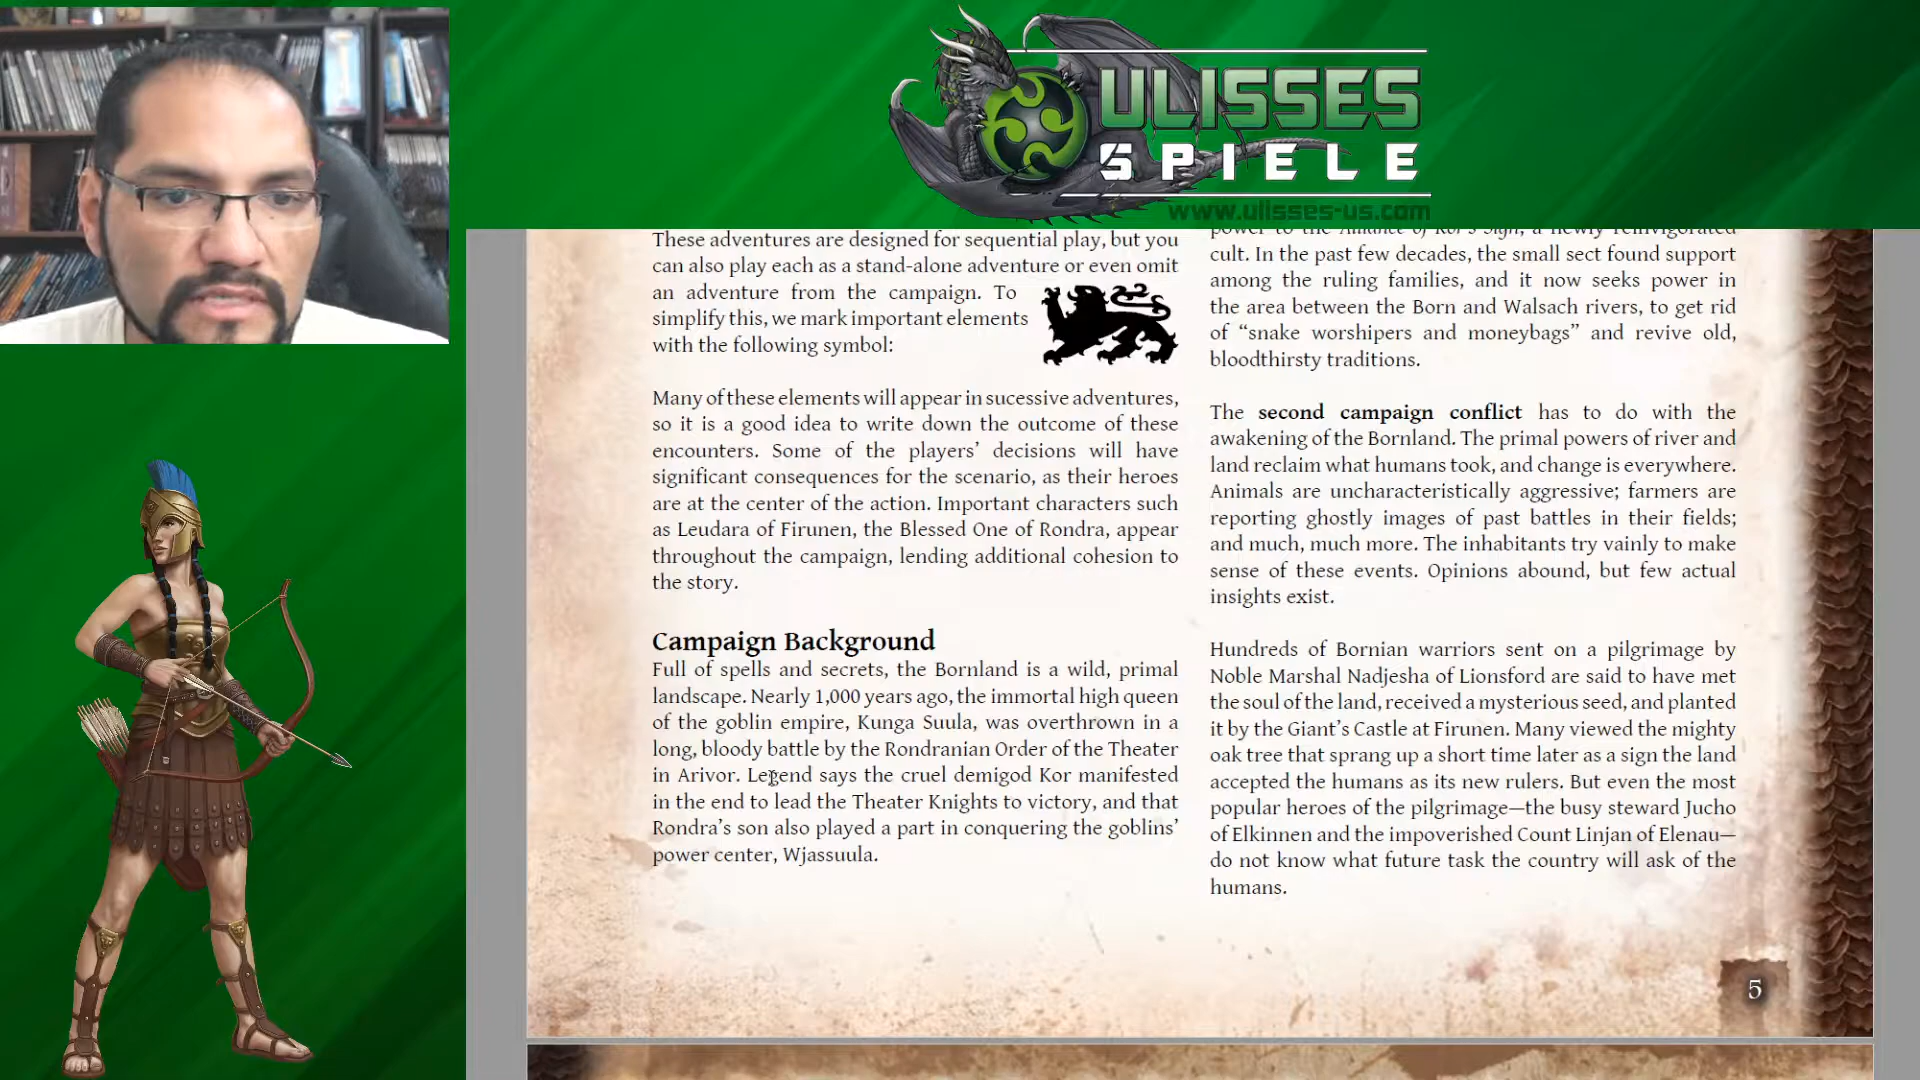 ULISSES
SPIELE
www.ulisses-us.com
These adventures are designed for sequential play, but you
can also play each as a stand-alone adventure or even omit
an adventure from the campaign. To
simplify this, we mark important elements
with the following symbol:
Many of these elements will appear in sucessive adventures,
so it is a good idea to write down the outcome of these
encounters. Some of the players’ decisions will have
significant consequences for the scenario, as their heroes
are at the center of the action. Important characters such
as Leudara of Firunen, the Blessed One of Rondra, appear
throughout the campaign, lending additional cohesion to
the story.
Campaign Background
Full of spells and secrets, the Bornland is a wild, primal
landscape. Nearly 1,000 years ago, the immortal high queen
of the goblin empire, Kunga Suula, was overthrown in a
long, bloody battle by the Rondranian Order of the Theater
in Arivor. Legend says the cruel demigod Kor manifested
in the end to lead the Theater Knights to victory, and that
Rondra’s son also played a part in conquering the goblins’
power center, Wjassuula.
power to the Alliance of Kor’s Sign, a newly reinvigorated
cult. In the past few decades, the small sect found support
among the ruling families, and it now seeks power in
the area between the Born and Walsach rivers, to get rid
of “snake worshipers and moneybags” and revive old,
bloodthirsty traditions.
The second campaign conflict has to do with the
awakening of the Bornland. The primal powers of river and
land reclaim what humans took, and change is everywhere.
Animals are uncharacteristically aggressive; farmers are
reporting ghostly images of past battles in their fields;
and much, much more. The inhabitants try vainly to make
sense of these events. Opinions abound, but few actual
insights exist.
Hundreds of Bornian warriors sent on a pilgrimage by
Noble Marshal Nadjesha of Lionsford are said to have met
the soul of the land, received a mysterious seed, and planted
it by the Giant’s Castle at Firunen. Many viewed the mighty
oak tree that sprang up a short time later as a sign the land
accepted the humans as its new rulers. But even the most
popular heroes of the pilgrimage—the busy steward Jucho
of Elkinnen and the impoverished Count Linjan of Elenau—
do not know what future task the country will ask of the
humans.
5